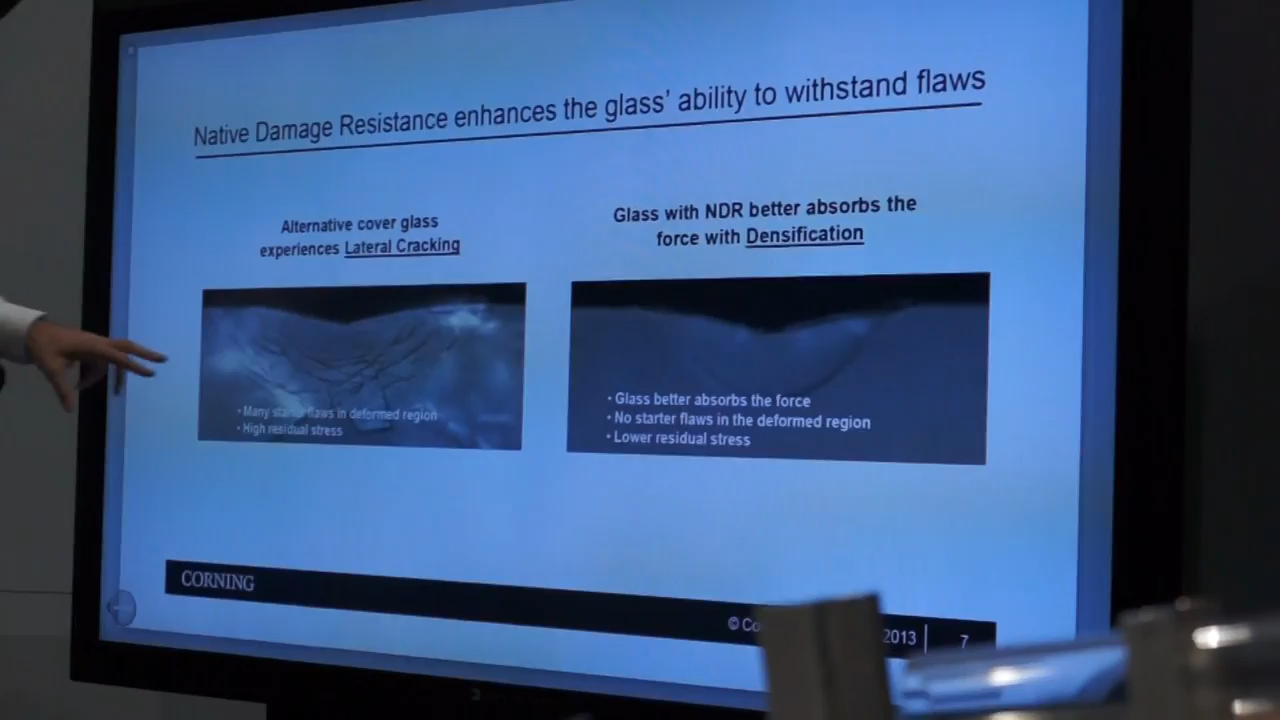 Native Damage Resistance enhances the glass' ability to withstand flaws
Alternative cover glass
experiences Lateral Cracking
Glass with NDR better absorbs the
force with Densification
• Many starter flaws in deformed region
• High residual stress
• Glass better absorbs the force
• No starter flaws in the deformed region
• Lower residual stress
CORNING
© 2013 7